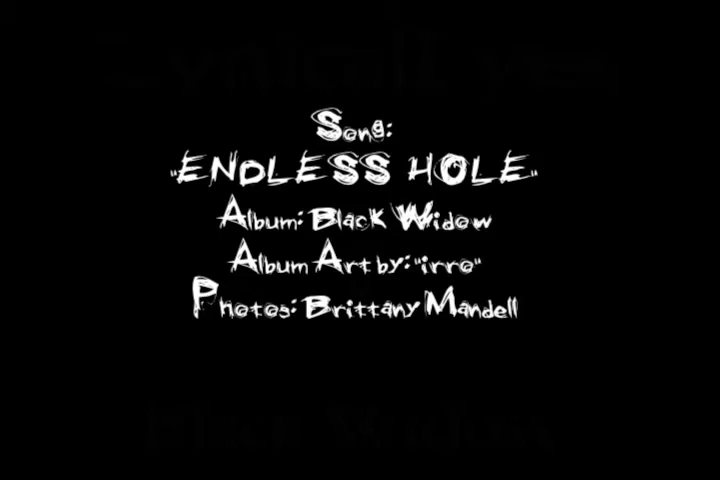 Song:
"ENDLESS HOLE"
Album: Black Widow
Album Art by: "irro"
Photos: Brittany Mandell